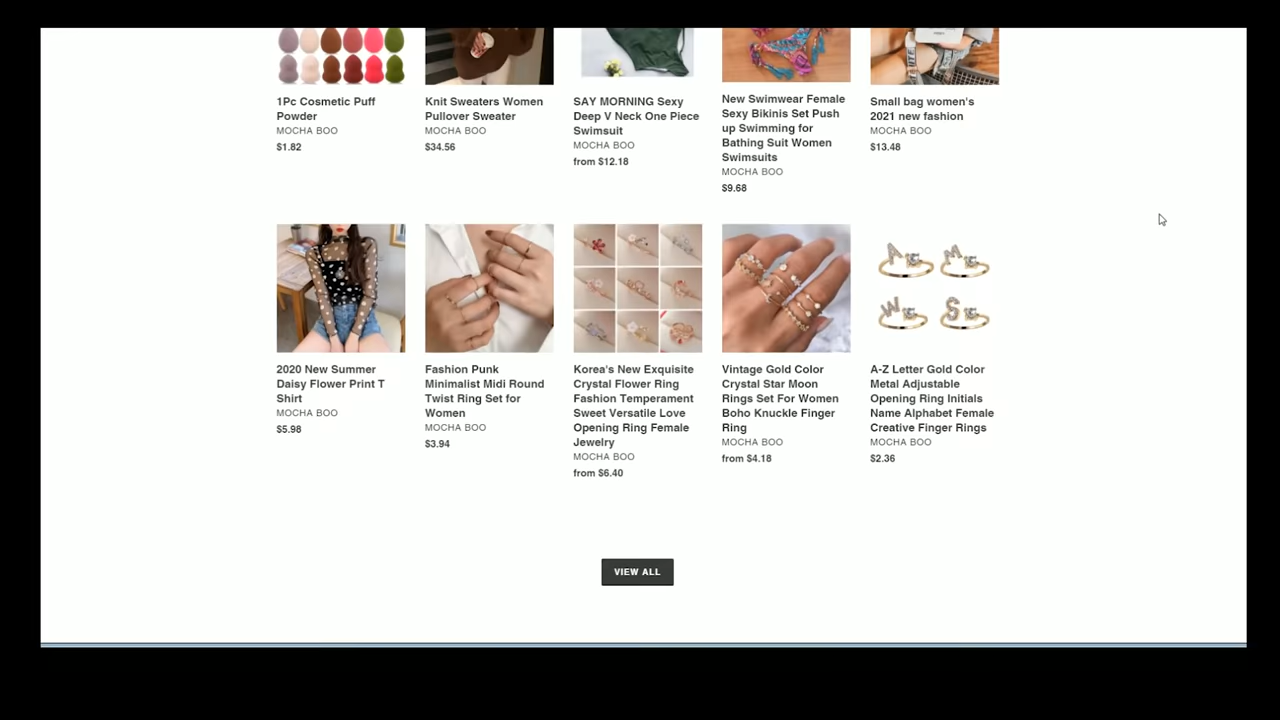 1Pc Cosmetic Puff
Powder
MOCHA BOO
$1.82
Knit Sweaters Women
Pullover Sweater
MOCHA BOO
$34.56
SAY MORNING Sexy
Deep V Neck One Piece
Swimsuit
MOCHA BOO
from $12.18
New Swimwear Female
Sexy Bikinis Set Push
up Swimming for
Bathing Suit Women
Swimsuits
MOCHA BOO
$9.68
Small bag women's
2021 new fashion
MOCHA BOO
$13.48
2020 New Summer
Daisy Flower Print T
Shirt
MOCHA BOO
$5.98
Fashion Punk
Minimalist Midi Round
Twist Ring Set for
Women
MOCHA BOO
$3.94
Korea's New Exquisite
Crystal Flower Ring
Fashion Temperament
Sweet Versatile Love
Opening Ring Female
Jewelry
MOCHA BOO
from $6.40
Vintage Gold Color
Crystal Star Moon
Rings Set For Women
Boho Knuckle Finger
Ring
MOCHA BOO
from $4.18
A M
W S
A-Z Letter Gold Color
Metal Adjustable
Opening Ring Initials
Name Alphabet Female
Creative Finger Rings
MOCHA BOO
$2.36
VIEW ALL